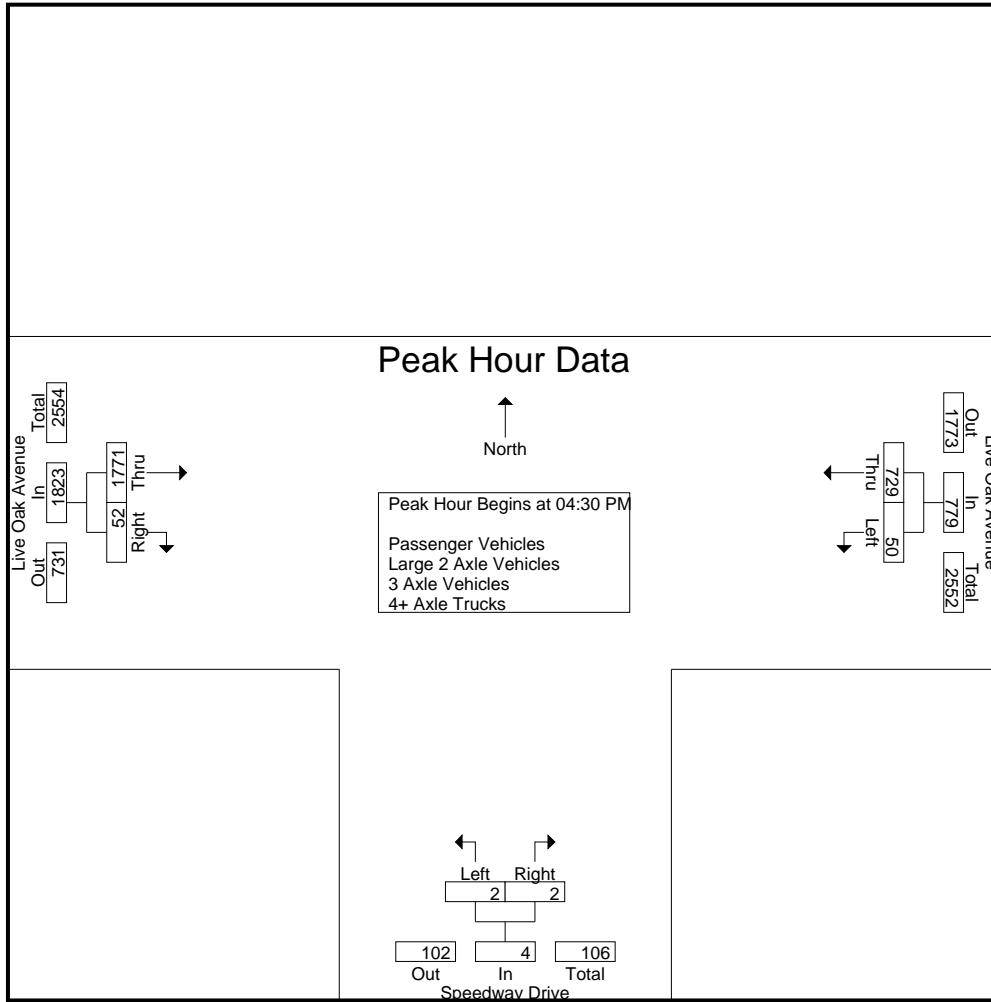 Peak Hour Data
North
Peak Hour Begins at 04:30 PM
Passenger Vehicles
Large 2 Axle Vehicles
3 Axle Vehicles
4+ Axle Trucks
Live Oak Avenue
Out In Total
731 1823 2554
Right Thru
52 1771
Live Oak Avenue
Out In Total
1773 779 2552
Thru Left
729 50
Left Right
2 2
102 4 106
Out In Total
Speedway Drive